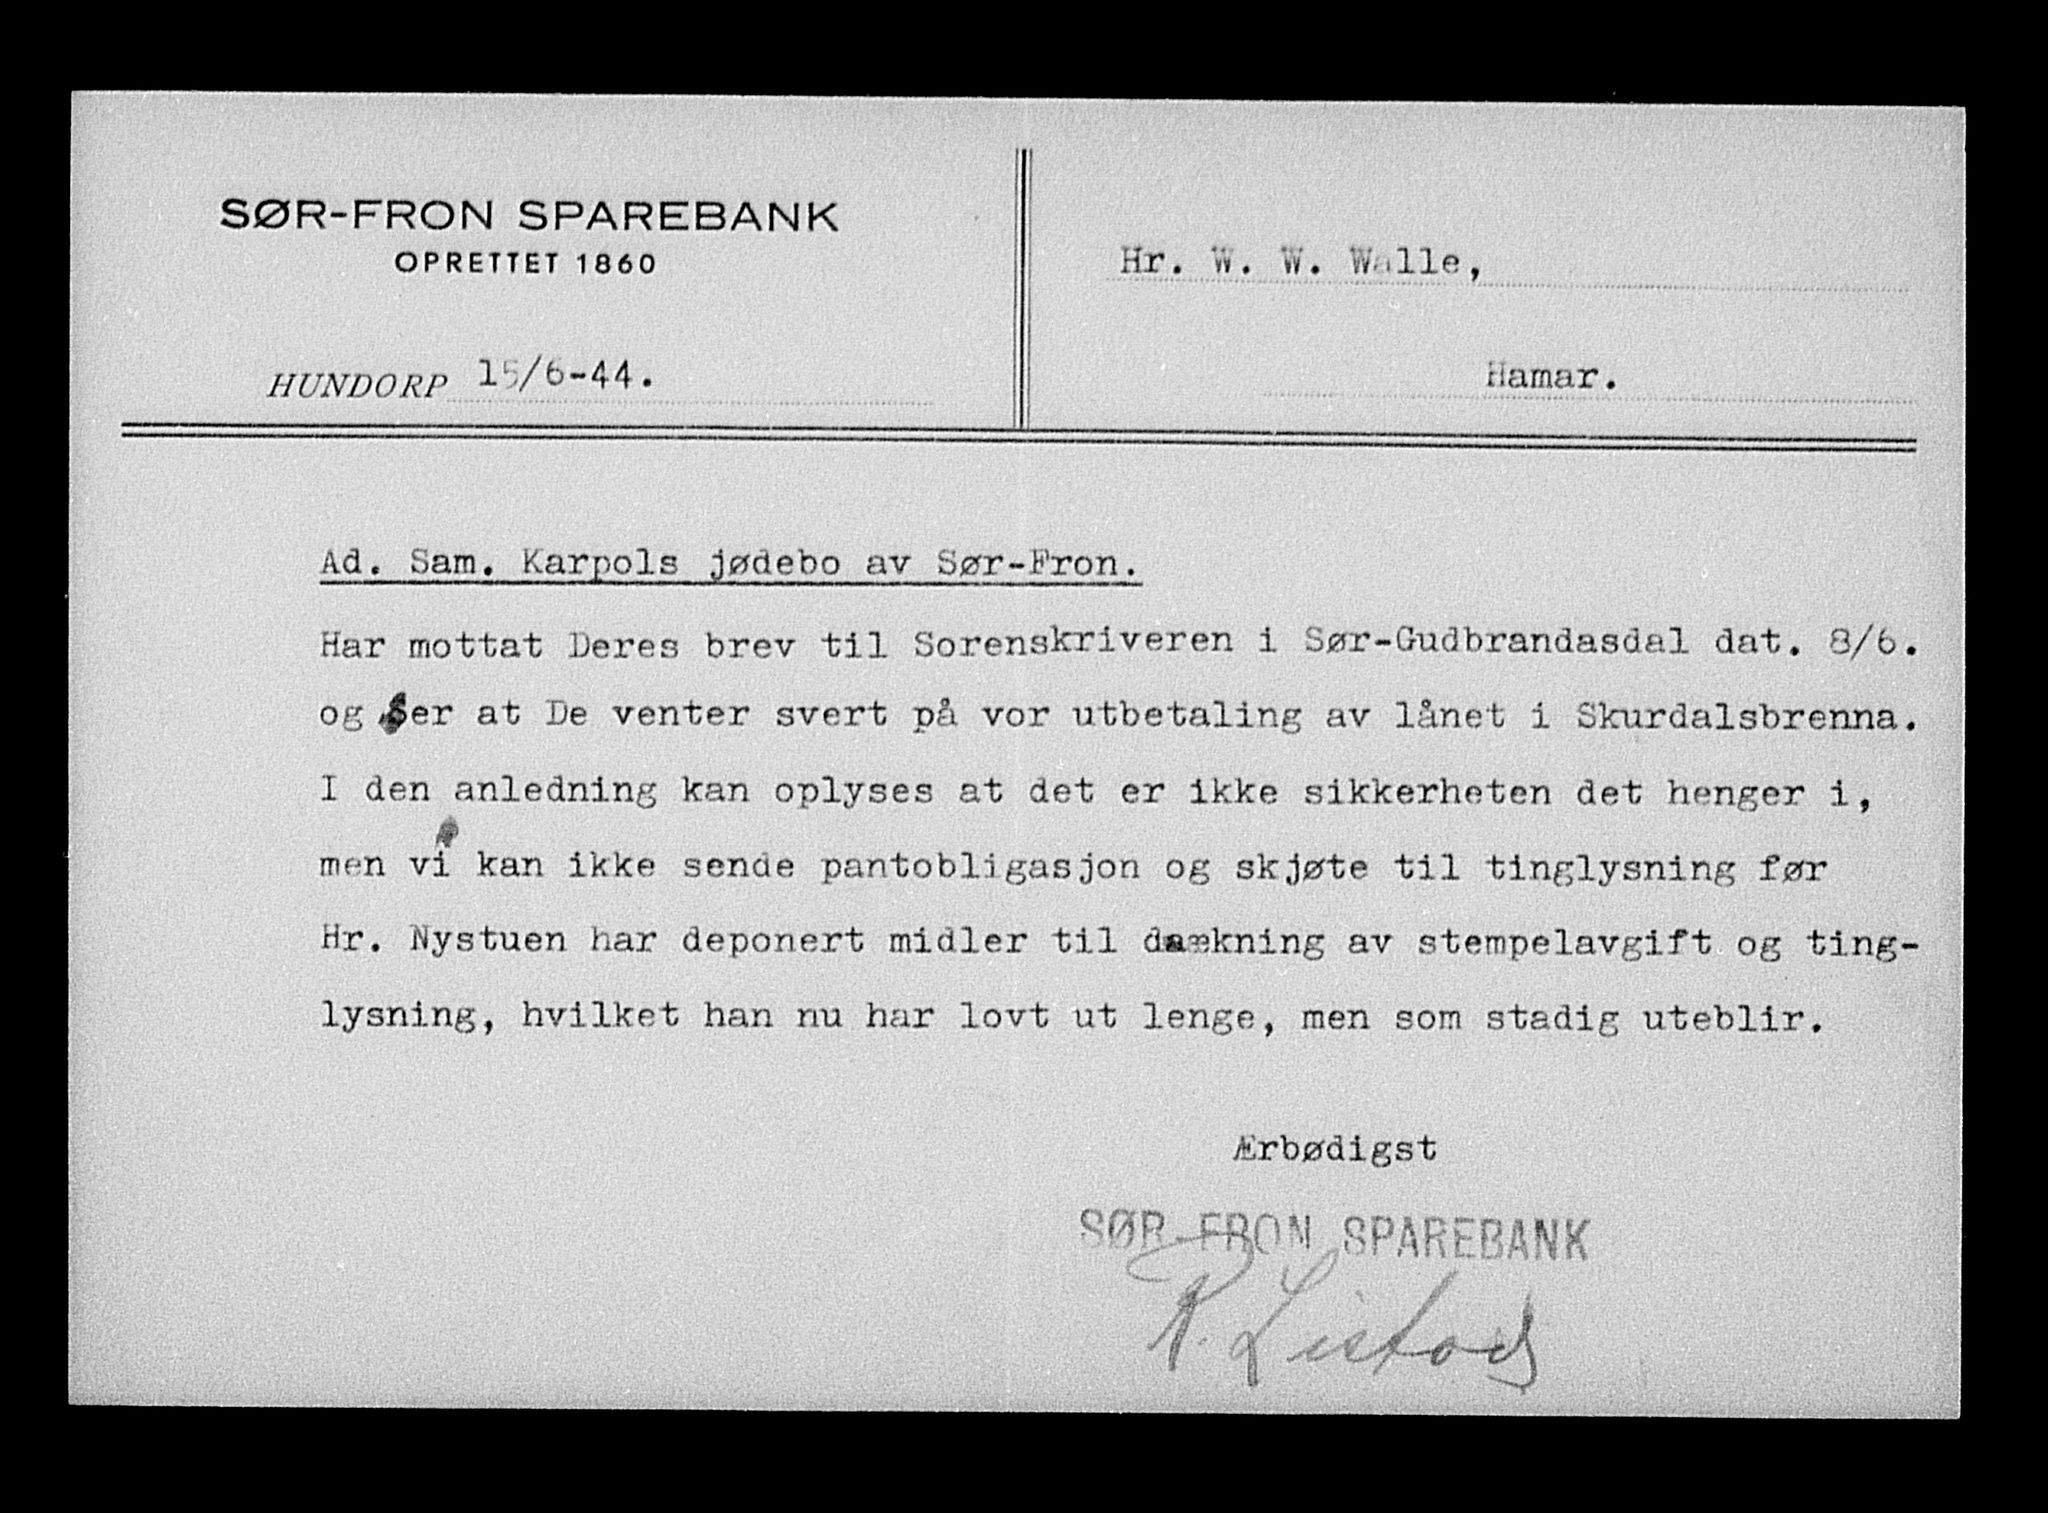 SØR-FRON SPAREBANK
OPRETTET 1860
HUNDORP 15/6-44.
Hr. W. W. Walle,
Hamar.
Ad. Sam. Karpols jødebo av Sør-Fron.
Har mottat Deres brev til Sorenskriveren i Sør-Gudbrandasdal dat. 8/6.
og ser at De venter svert på vor utbetaling av lånet i Skurdalsbrenna.
I den anledning kan oplyses at det er ikke sikkerheten det henger i,
men vi kan ikke sende pantobligasjon og skjøte til tinglysning før
Hr. Nystuen har deponert midler til daækning av stempelavgift og ting-
lysning, hvilket han nu har lovt ut lenge, men som stadig uteblir.
Ærbødigst
SØR-FRON SPAREBANK
R. Listad